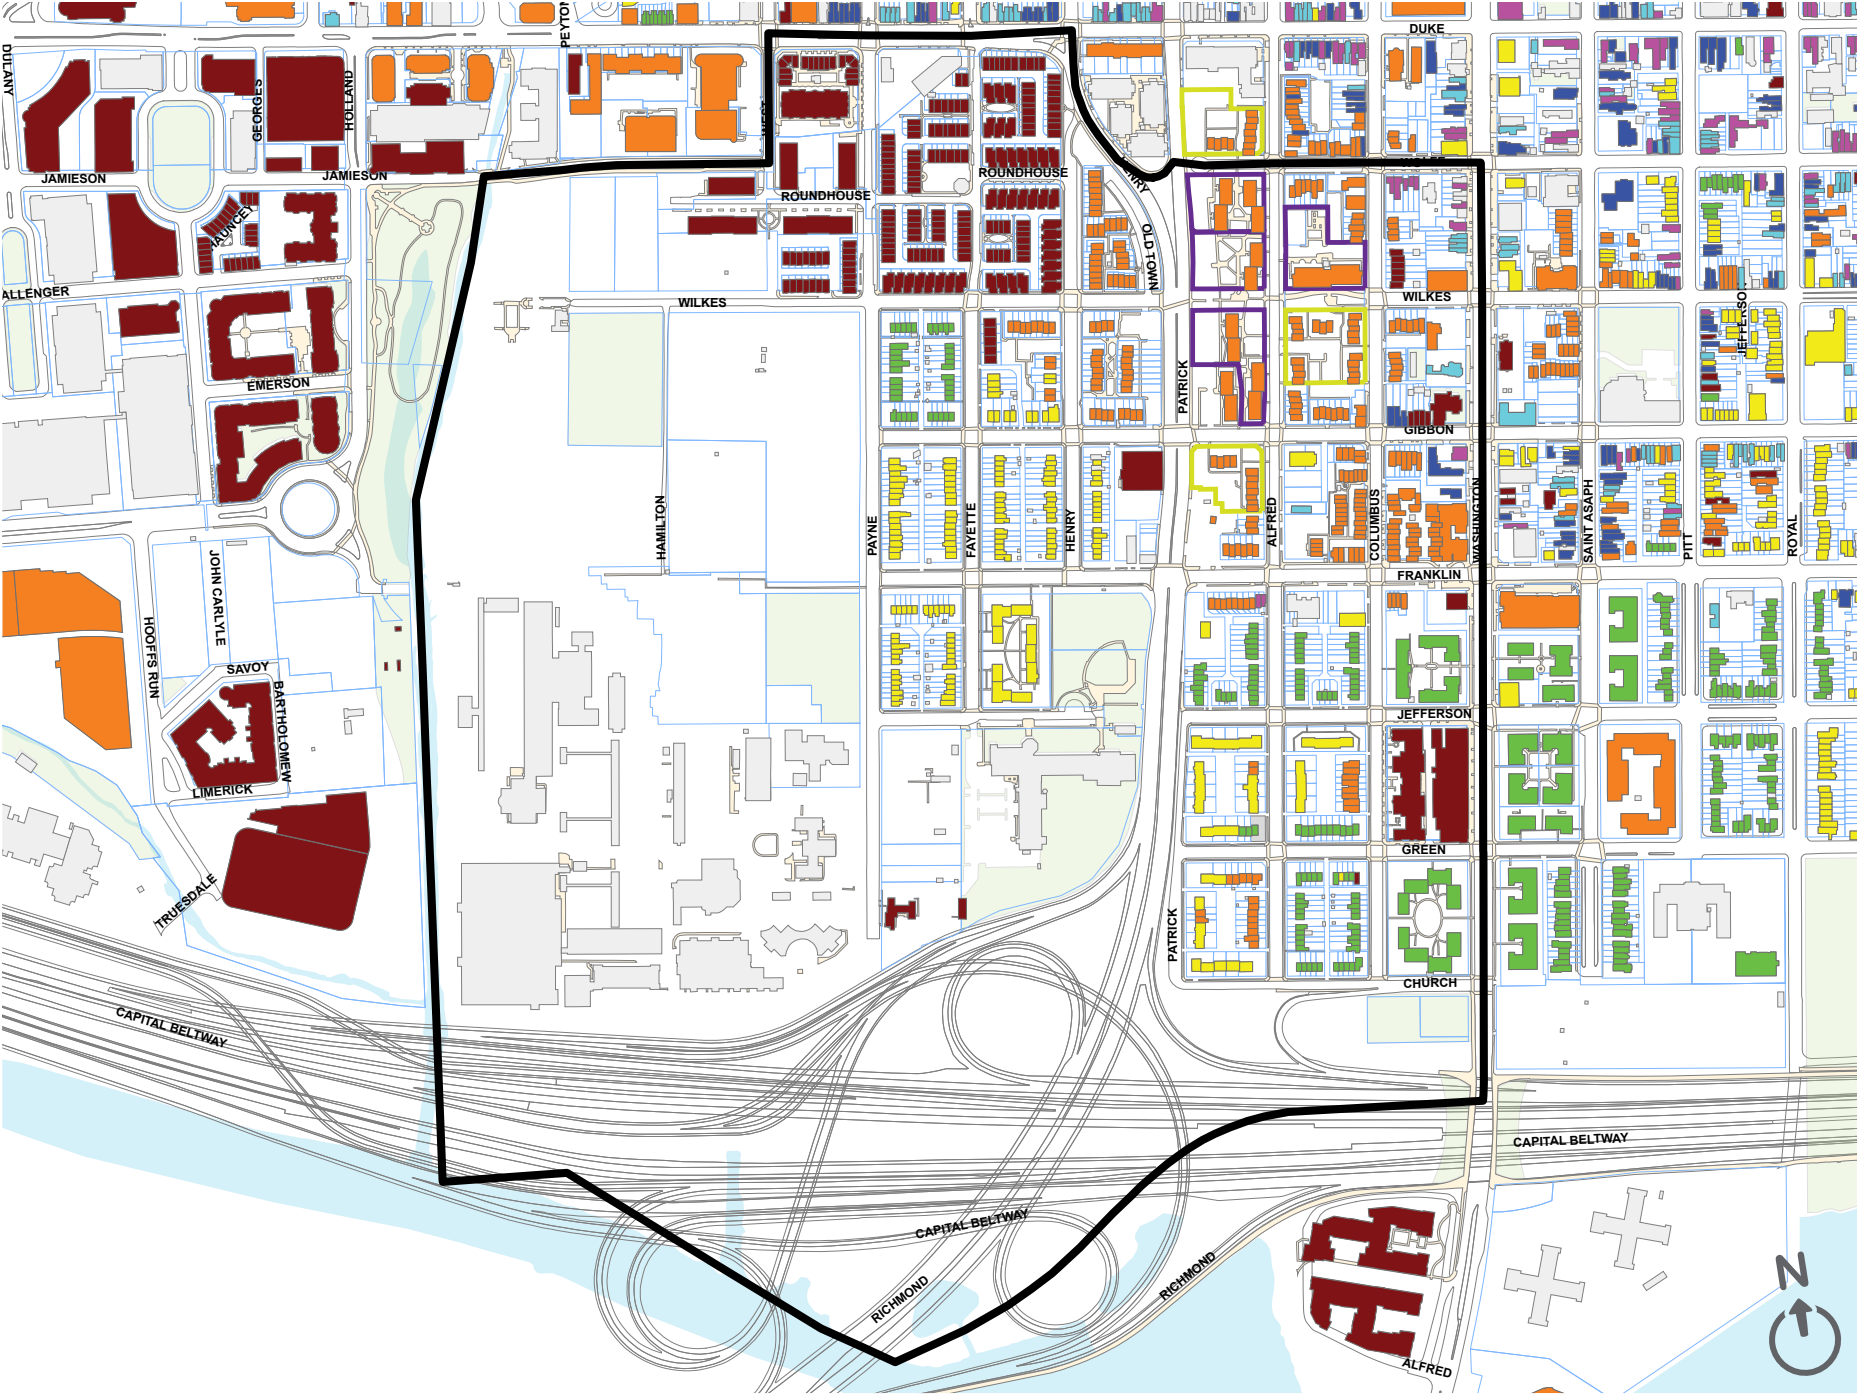 DULANY
PEYTON
DUKE
GEORGES
HOLLAND
WEST
JAMIESON
JAMIESON
ROUNDHOUSE
ROUNDHOUSE
HENRY
WOLFE
OLD TOWN
ALLENGER
WILKES
WILKES
JEFFERSON
EMERSON
PATRICK
GIBBON
HAMILTON
PAYNE
FAYETTE
HENRY
ALFRED
COLUMBUS
WASHINGTON
SAINT ASAPH
PITT
ROYAL
JOHN CARLYLE
FRANKLIN
HOOFFS RUN
SAVOY
BARTHOLOMEW
JEFFERSON
LIMERICK
GREEN
TRUESDALE
PATRICK
CHURCH
CAPITAL BELTWAY
CAPITAL BELTWAY
CAPITAL BELTWAY
RICHMOND
RICHMOND
ALFRED
N